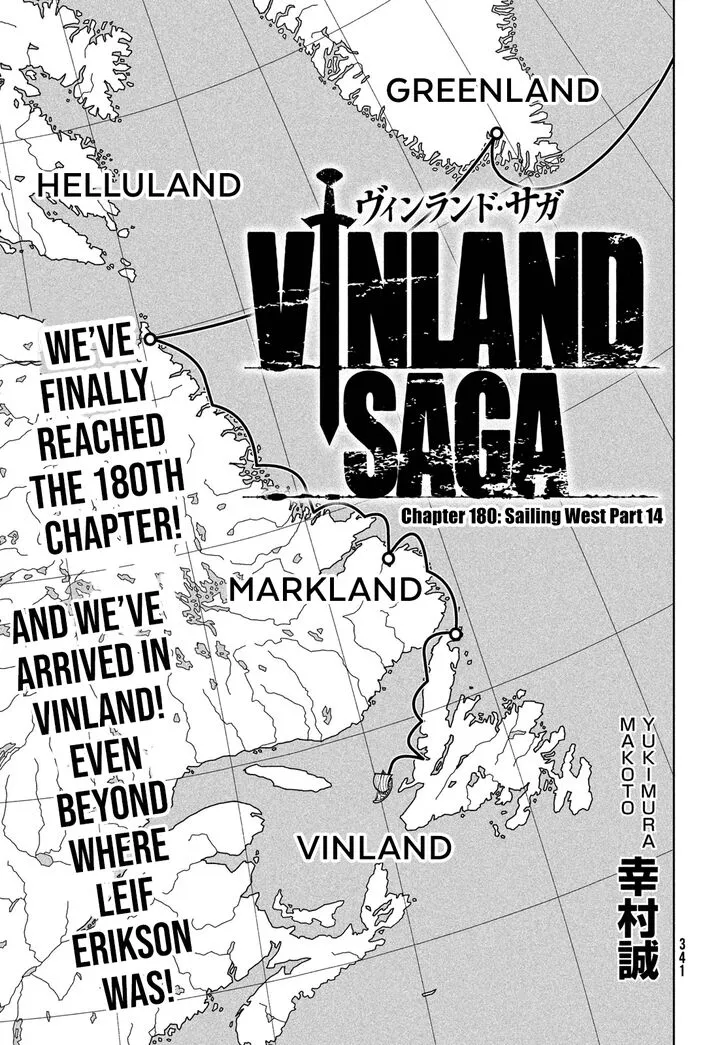 GREENLAND
HELLULAND
ヴィンランド・サガ
VINLAND
SAGA
Chapter 180: Sailing West Part 14
WE'VE
FINALLY
REACHED
THE 180TH
CHAPTER!
MARKLAND
AND WE'VE
ARRIVED IN
VINLAND!
EVEN
BEYOND
WHERE
LEIF
ERIKSON
WAS!
VINLAND
MAKOTO
YUKIMURA
幸村誠
341